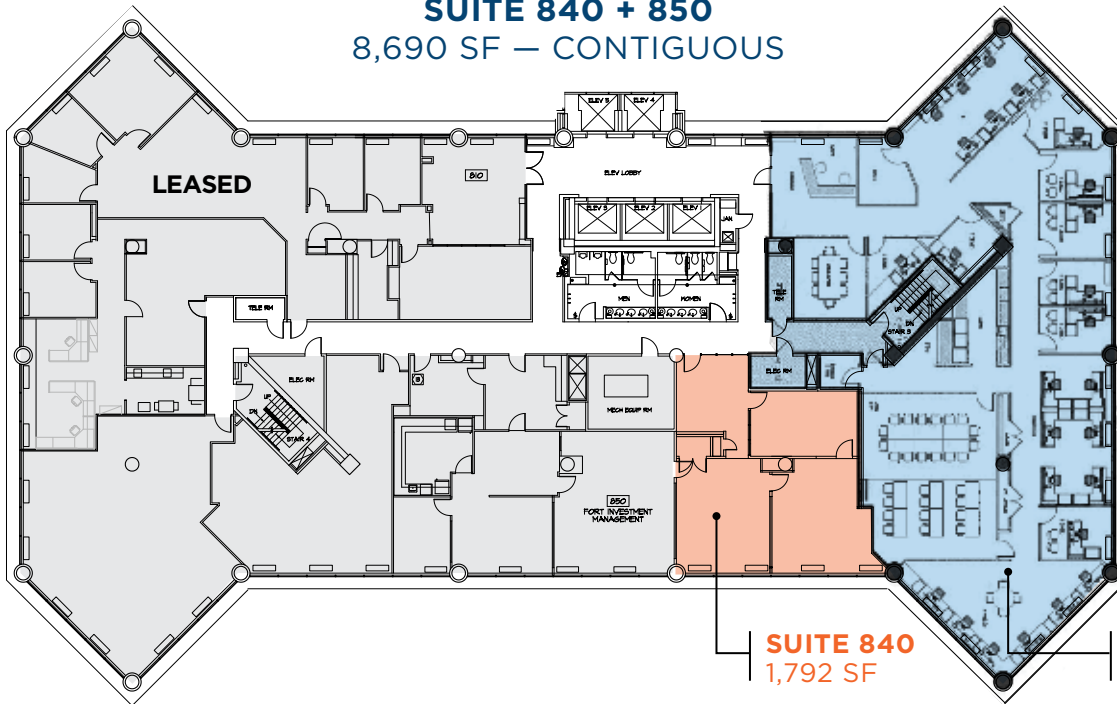 SUITE 840 + 850
8,690 SF — CONTIGUOUS
ELEV 5
ELEV 4
LEASED
810
ELEV LOBBY
ELEV 3
ELEV 2
ELEV
JAN
MEN
WOMEN
TELE RM
TELE
RM
UP
DN
STAIR 3
ELEC RM
ELEC RM
UP
DN
STAIR 4
MECH EQUIP RM
850
FORT INVESTMENT
MANAGEMENT
SUITE 840
1,792 SF